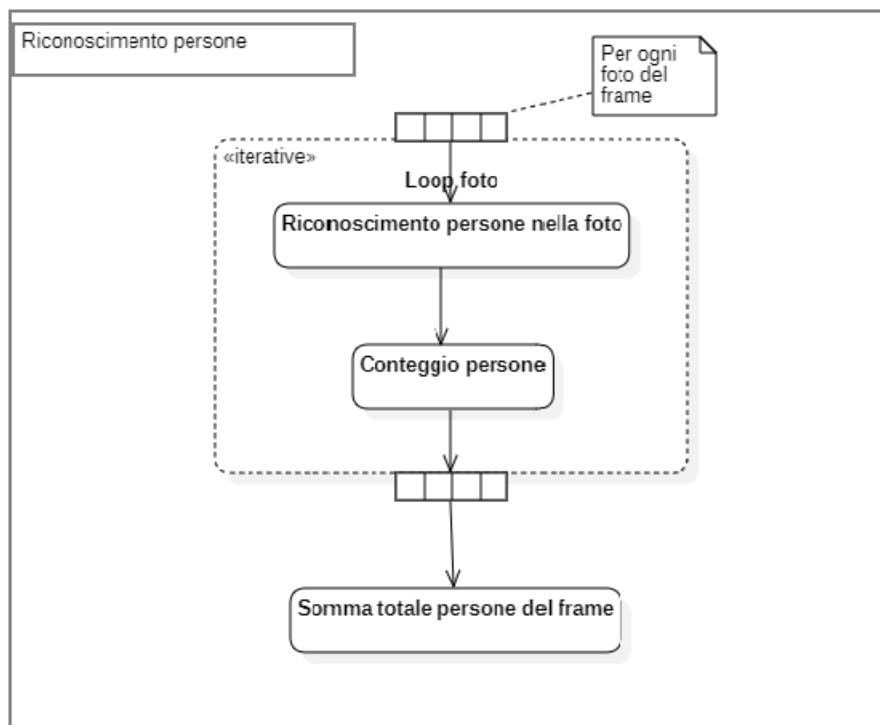 Riconoscimento persone
Per ogni
foto del
frame
«iterative»
Loop foto
Riconoscimento persone nella foto
Conteggio persone
Somma totale persone del frame